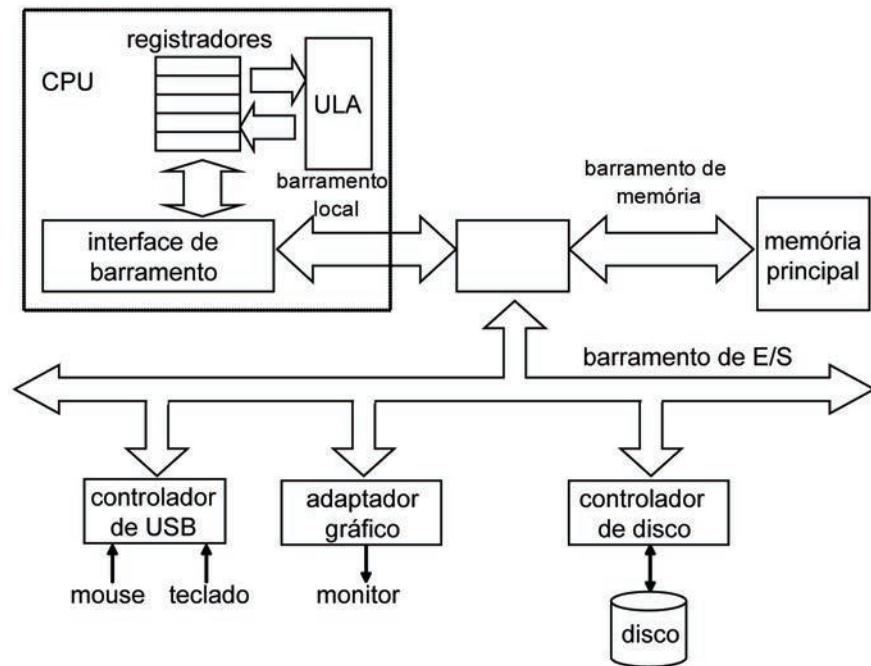 registradores
CPU
ULA
barramento
local
barramento de
memória
interface de
barramento
memória
principal
barramento de E/S
controlador
de USB
adaptador
gráfico
controlador
de disco
mouse
teclado
monitor
disco